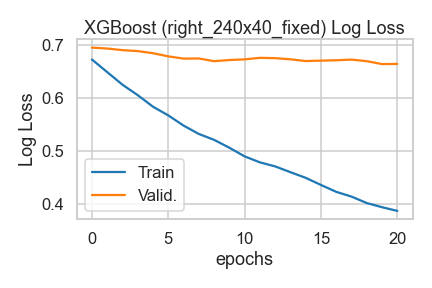 XGBoost (right_240x40_fixed) Log Loss
0.7
0.6
0.5
0.4
Log Loss
Train
Valid.
0 5 10 15 20
epochs